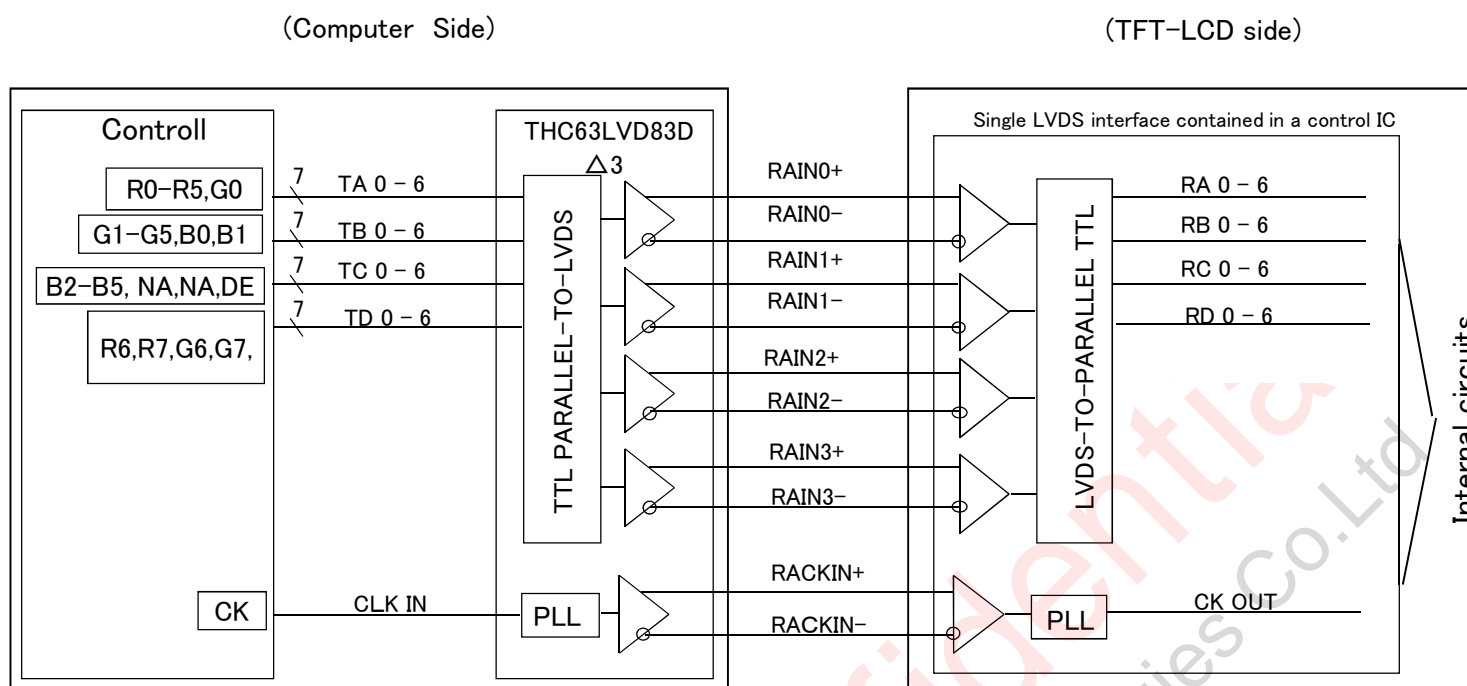 (Computer Side)
(TFT-LCD side)
Controll
THC63LVD83D
Single LVDS interface contained in a control IC
△3
R0-R5,G0
7
TA 0 - 6
RAIN0+
RA 0 - 6
G1-G5,B0,B1
7
TB 0 - 6
RAIN0-
RB 0 - 6
B2-B5, NA,NA,DE
7
TC 0 - 6
RAIN1+
RC 0 - 6
R6,R7,G6,G7,
7
TD 0 - 6
RAIN1-
RD 0 - 6
TTL PARALLEL-TO-LVDS
LVDS-TO-PARALLEL TTL
RAIN2+
RAIN2-
RAIN3+
RAIN3-
Internal circuits
CK
CLK IN
PLL
RACKIN+
RACKIN-
PLL
CK OUT
Co.Ltd